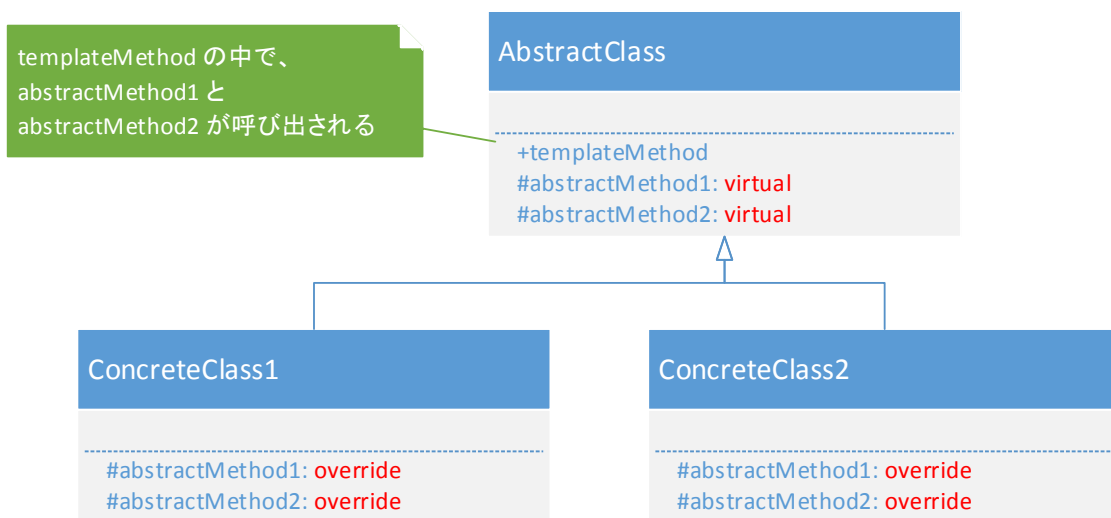 templateMethod の中で、
abstractMethod1 と
abstractMethod2 が呼び出される
AbstractClass
+templateMethod
#abstractMethod1: virtual
#abstractMethod2: virtual
ConcreteClass1
#abstractMethod1: override
#abstractMethod2: override
ConcreteClass2
#abstractMethod1: override
#abstractMethod2: override